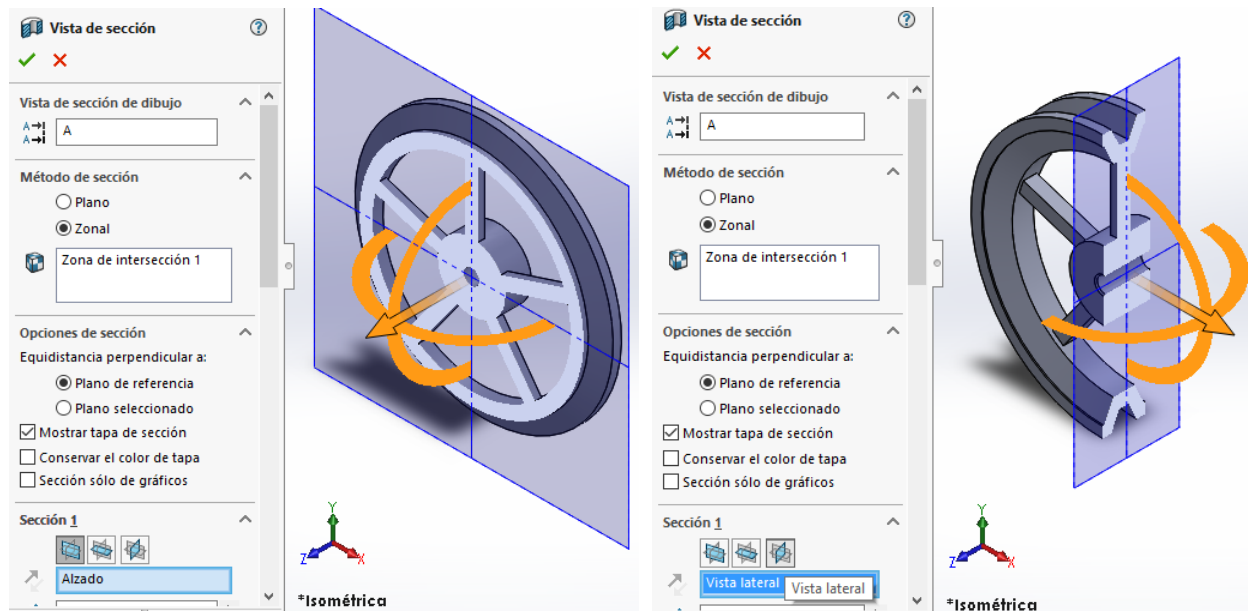 Vista de sección
?
Vista de sección de dibujo
A
A
A
Método de sección
Plano
Zonal
Zona de intersección 1
Opciones de sección
Equidistancia perpendicular a:
Plano de referencia
Plano seleccionado
Mostrar tapa de sección
Conservar el color de tapa
Sección sólo de gráficos
Sección 1
Alzado
Y
Z
X
*Isométrica
Vista de sección
?
Vista de sección de dibujo
A
A
A
Método de sección
Plano
Zonal
Zona de intersección 1
Opciones de sección
Equidistancia perpendicular a:
Plano de referencia
Plano seleccionado
Mostrar tapa de sección
Conservar el color de tapa
Sección sólo de gráficos
Sección 1
Vista lateral
Vista lateral
Y
Z
X
*Isométrica